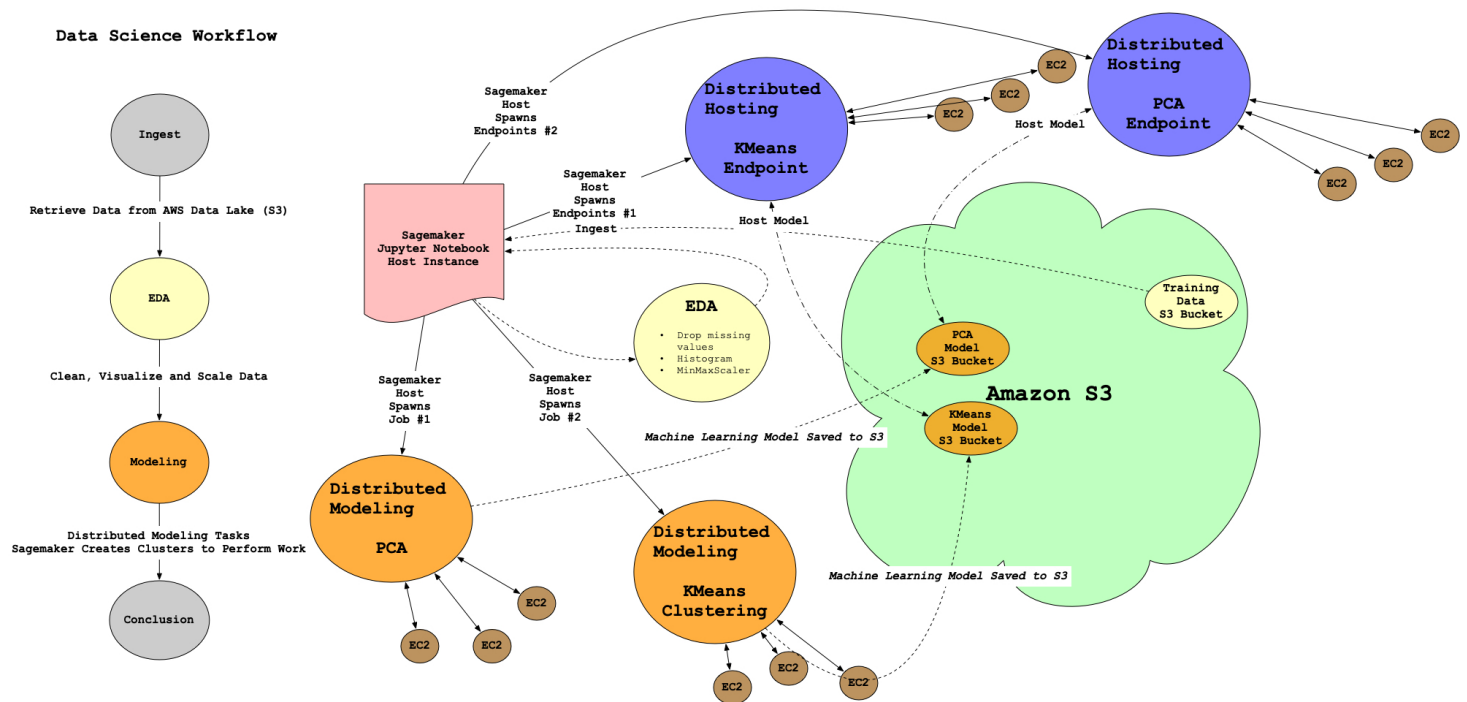 Data Science Workflow
Ingest
Retrieve Data from AWS Data Lake (S3)
EDA
Clean, Visualize and Scale Data
Modeling
Distributed Modeling Tasks
Sagemaker Creates Clusters to Perform Work
Conclusion
Sagemaker
Host
Spawns
Endpoints #2
Sagemaker
Host
Spawns
Endpoints #1
Ingest
Sagemaker
Jupyter Notebook
Host Instance
Distributed
Hosting
KMeans
Endpoint
EC2
EC2
EC2
Distributed
Hosting
PCA
Endpoint
EC2
EC2
EC2
Host Model
Host Model
EDA
• Drop missing
values
• Histogram
• MinMaxScaler
Training
Data
S3 Bucket
PCA
Model
S3 Bucket
Amazon S3
KMeans
Model
S3 Bucket
Sagemaker
Host
Spawns
Job #1
Sagemaker
Host
Spawns
Job #2
Machine Learning Model Saved to S3
Distributed
Modeling
PCA
EC2
EC2
EC2
Distributed
Modeling
KMeans
Clustering
Machine Learning Model Saved to S3
EC2
EC2
EC2